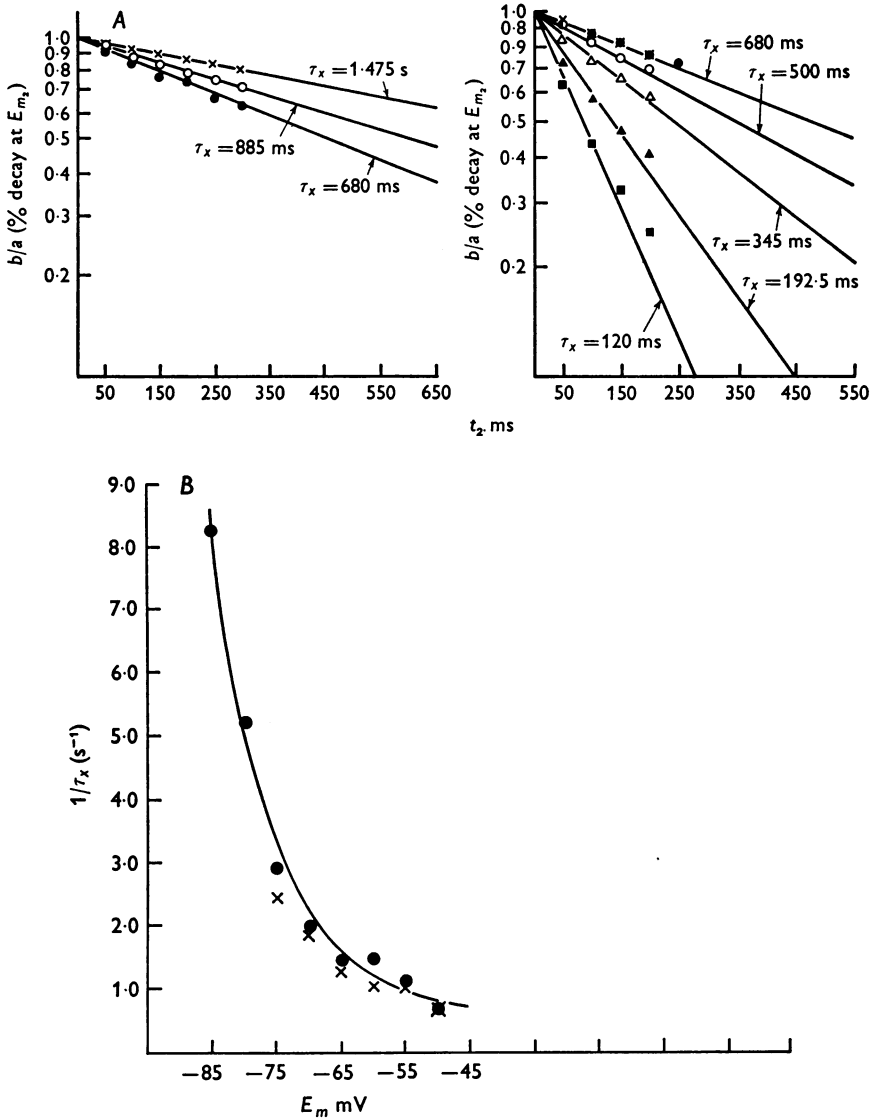 A
b/a (% decay at Em2)
1·0
0·9
0·8
0·7
0·6
0·5
0·4
0·3
0·2
τx = 1·475 s
τx = 885 ms
τx = 680 ms
50 150 250 350 450 550 650
b/a (% decay at Em2)
1·0
0·9
0·8
0·7
0·6
0·5
0·4
0·3
0·2
τx = 680 ms
τx = 500 ms
τx = 345 ms
τx = 192·5 ms
τx = 120 ms
50 150 250 350 450 550
t2. ms
B
1/τx (s⁻¹)
9·0
8·0
7·0
6·0
5·0
4·0
3·0
2·0
1·0
−85 −75 −65 −55 −45
Em mV